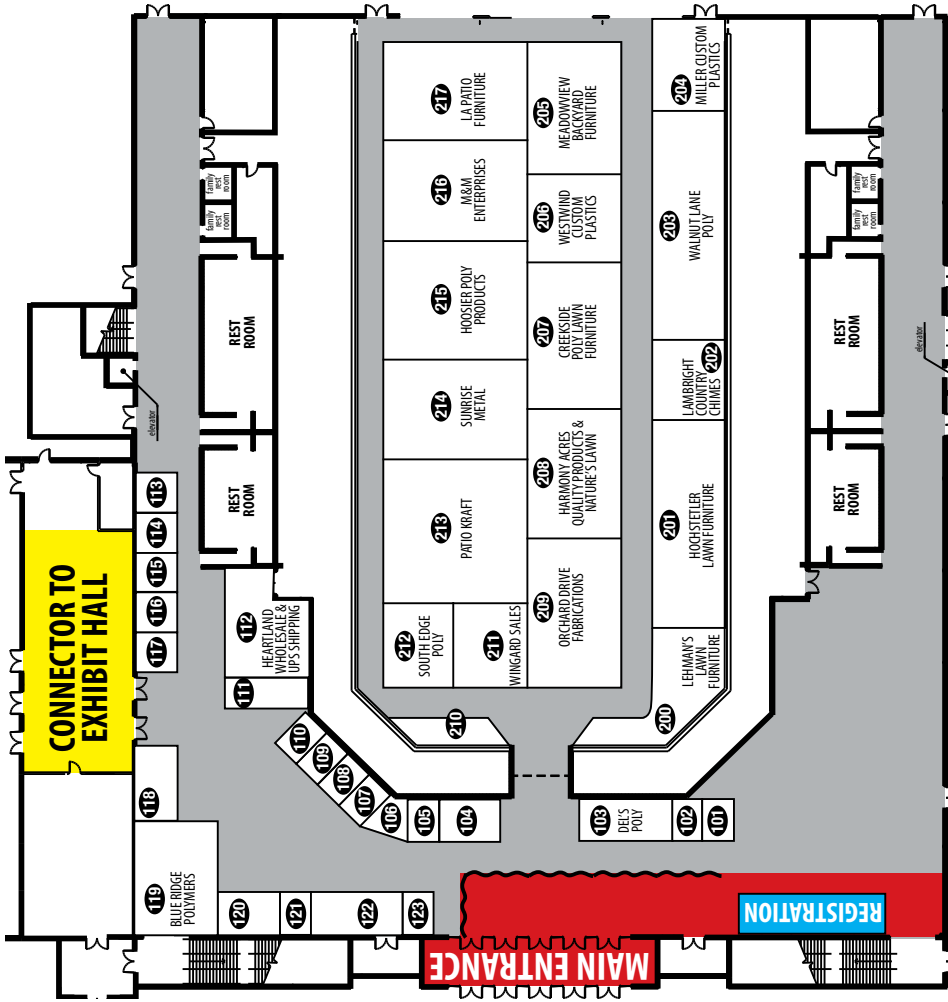 217
LA PATIO
FURNITURE
205
MEADOWVIEW
BACKYARD
FURNITURE
204
MILLER CUSTOM
PLASTICS
216
M&M
ENTERPRISES
206
WESTWIND
CUSTOM
PLASTICS
203
WALNUT LANE
POLY
family
rest
room
family
rest
room
family
rest
room
family
rest
room
215
HOOSIER POLY
PRODUCTS
207
CREEKSIDE
POLY LAWN
FURNITURE
REST
ROOM
REST
ROOM
elevator
elevator
214
SUNRISE
METAL
202
LAMBRIGHT
COUNTRY
CHIMES
208
HARMONY ACRES
QUALITY PRODUCTS &
NATURE'S LAWN
201
HOCHSTETLER
LAWN FURNITURE
213
PATIO KRAFT
REST
ROOM
REST
ROOM
CONNECTOR TO
EXHIBIT HALL
113
114
115
116
117
112
HEARTLAND
WHOLESALE &
UPS SHIPPING
111
209
ORCHARD DRIVE
FABRICATIONS
212
SOUTH EDGE
POLY
211
WINGARD SALES
200
LEHMAN'S
LAWN
FURNITURE
210
110
109
108
107
106
105
104
103
DEL'S
POLY
102
101
118
119
BLUE RIDGE
POLYMERS
120
121
122
123
REGISTRATION
MAIN ENTRANCE